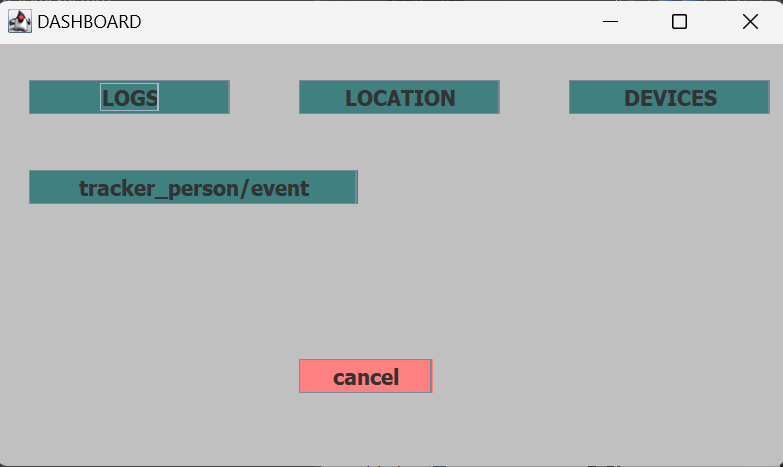 DASHBOARD
LOGS LOCATION DEVICES
tracker_person/event
cancel